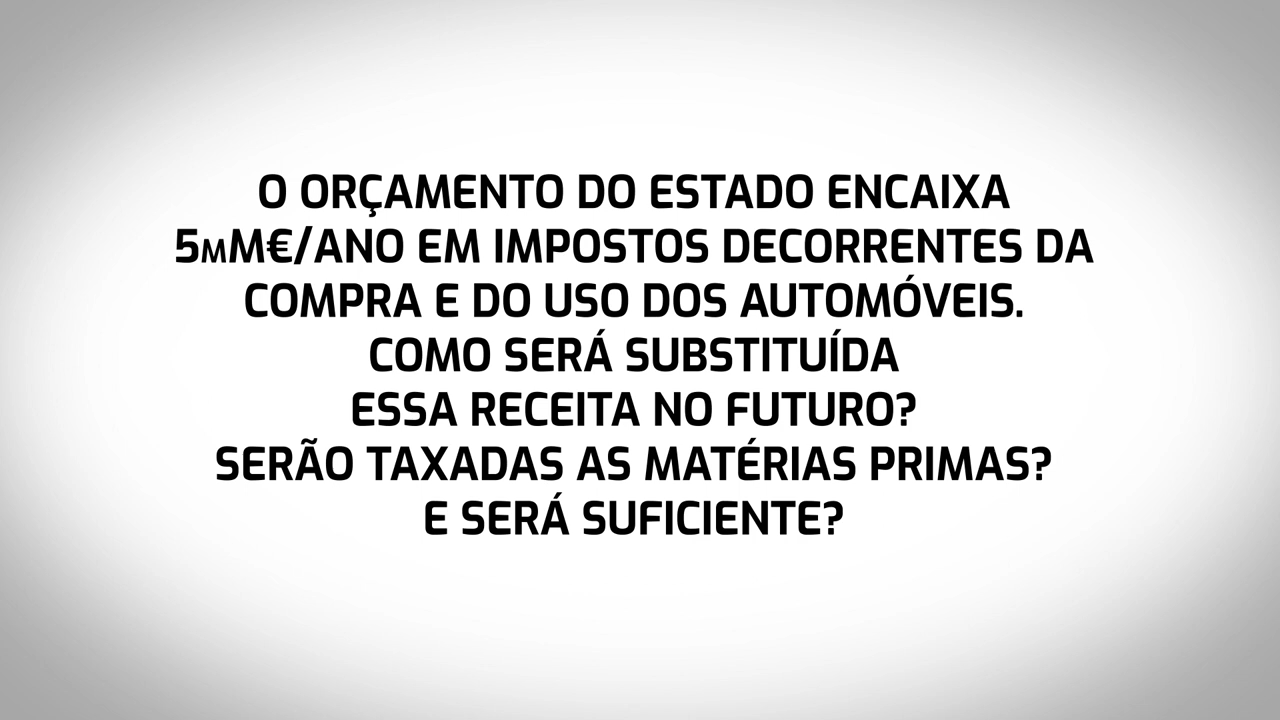 O ORÇAMENTO DO ESTADO ENCAIXA
5mM€/ANO EM IMPOSTOS DECORRENTES DA
COMPRA E DO USO DOS AUTOMÓVEIS.
COMO SERÁ SUBSTITUÍDA
ESSA RECEITA NO FUTURO?
SERÃO TAXADAS AS MATÉRIAS PRIMAS?
E SERÁ SUFICIENTE?